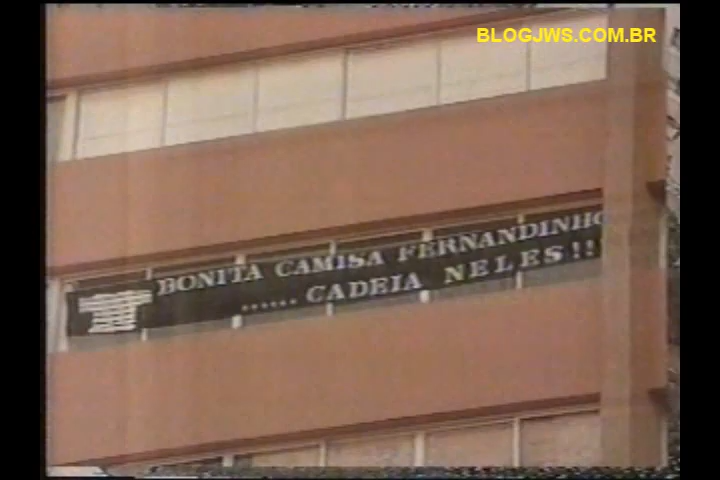 BLOGJWS.COM.BR
BONITA CAMISA FERNANDINHO
...... CADEIA NELES!!